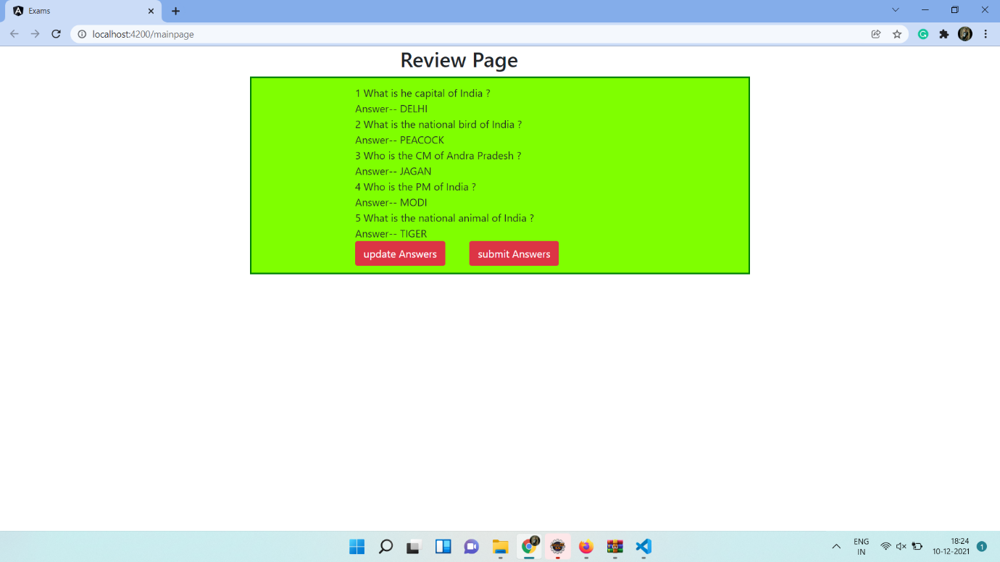 Exams
localhost:4200/mainpage
Review Page
1 What is he capital of India ?
Answer-- DELHI
2 What is the national bird of India ?
Answer-- PEACOCK
3 Who is the CM of Andra Pradesh ?
Answer-- JAGAN
4 Who is the PM of India ?
Answer-- MODI
5 What is the national animal of India ?
Answer-- TIGER
update Answers submit Answers
ENG
IN
18:24
10-12-2021
1